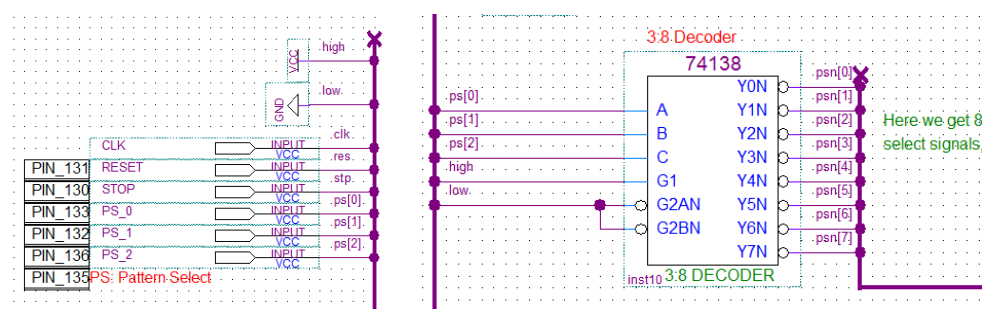 high
VCC
low
GND
clk
CLK INPUT
VCC
res
PIN_131 RESET INPUT
VCC
stp
PIN_130 STOP INPUT
VCC
ps[0]
PIN_133 PS_0 INPUT
VCC
ps[1]
PIN_132 PS_1 INPUT
VCC
ps[2]
PIN_136 PS_2 INPUT
VCC
PIN_135 PS: Pattern Select
3:8 Decoder
74138
ps[0]
ps[1]
ps[2]
high
low
A
B
C
G1
G2AN
G2BN
Y0N
Y1N
Y2N
Y3N
Y4N
Y5N
Y6N
Y7N
psn[0]
psn[1]
psn[2]
psn[3]
psn[4]
psn[5]
psn[6]
psn[7]
inst10 3:8 DECODER
Here we get 8
select signals,